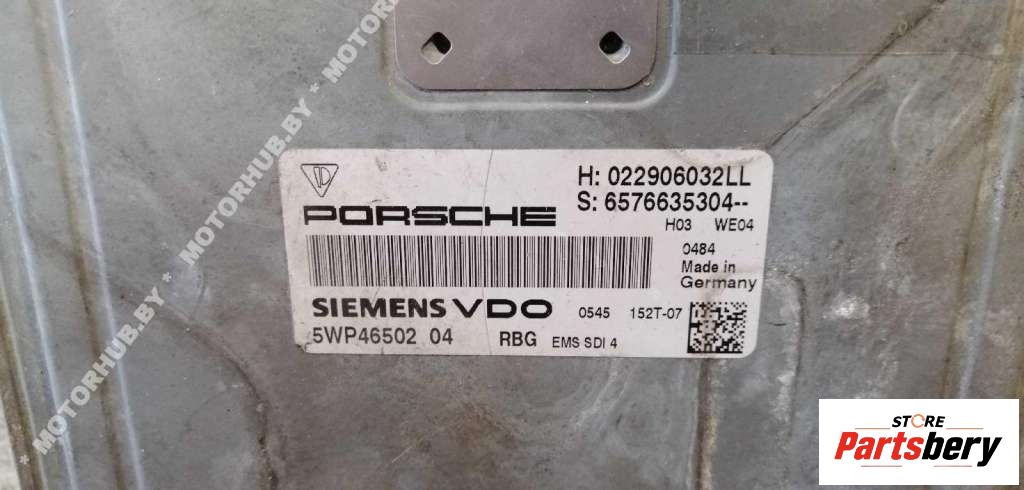 H: 022906032LL
PORSCHE
S: 6576635304--
H03 WE04
0484
Made in
Germany
SIEMENS VDO 0545 152T-07
5WP46502 04 RBG EMS SDI 4
* MOTORHUB.BY * MOTORHUB.BY * MOTORHUB.BY *
STORE
Partsbery